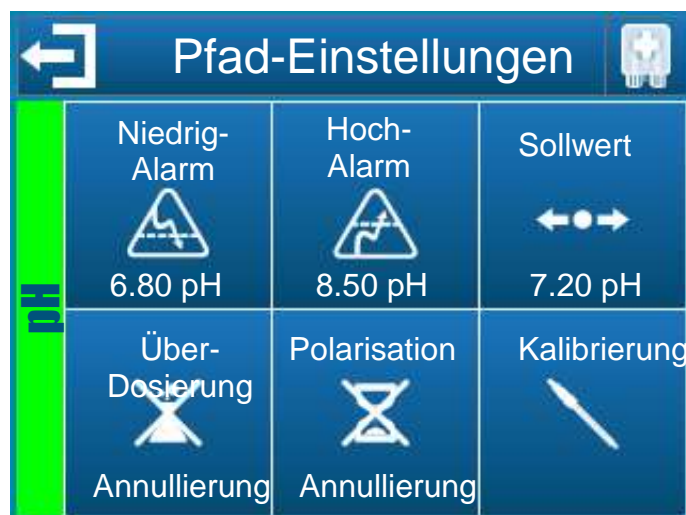 Pfad-Einstellungen
Niedrig-
Alarm
6.80 pH
Hoch-
Alarm
8.50 pH
Sollwert
7.20 pH
pH
Über-
Dosierung
Annullierung
Polarisation
Annullierung
Kalibrierung